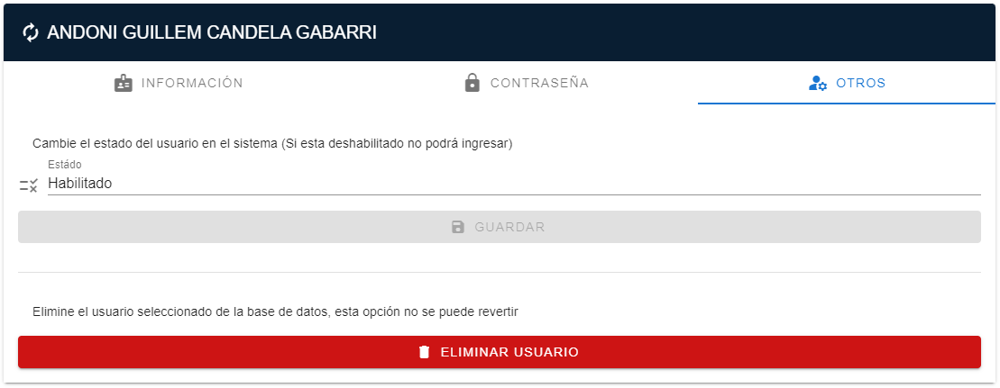 ANDONI GUILLEM CANDELA GABARRI
INFORMACIÓN
CONTRASEÑA
OTROS
Cambie el estado del usuario en el sistema (Si esta deshabilitado no podrá ingresar)
Estádo
Habilitado
GUARDAR
Elimine el usuario seleccionado de la base de datos, esta opción no se puede revertir
ELIMINAR USUARIO